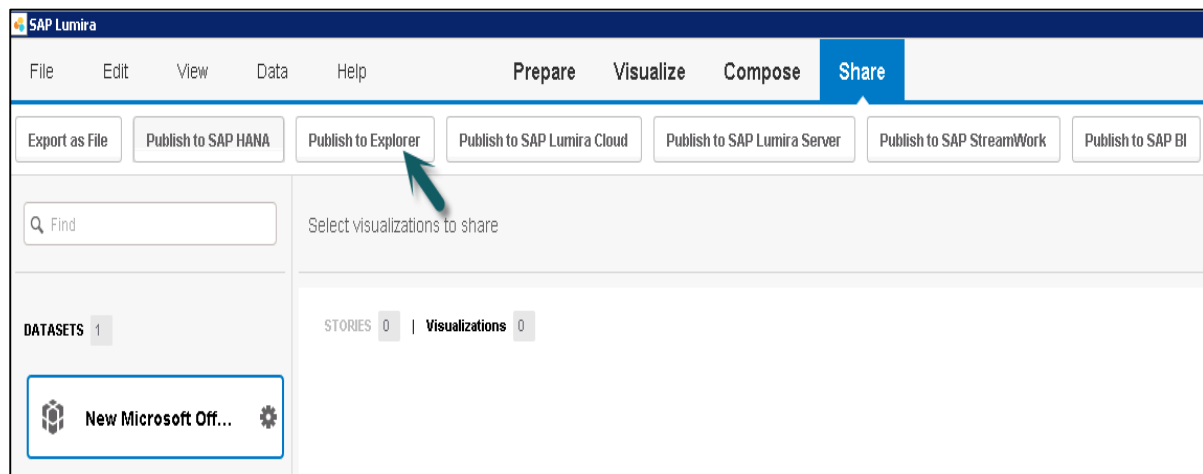 SAP Lumira
File Edit View Data Help Prepare Visualize Compose Share
Export as File Publish to SAP HANA Publish to Explorer Publish to SAP Lumira Cloud Publish to SAP Lumira Server Publish to SAP StreamWork Publish to SAP BI
Find
Select visualizations to share
DATASETS 1
STORIES 0 | Visualizations 0
New Microsoft Off...